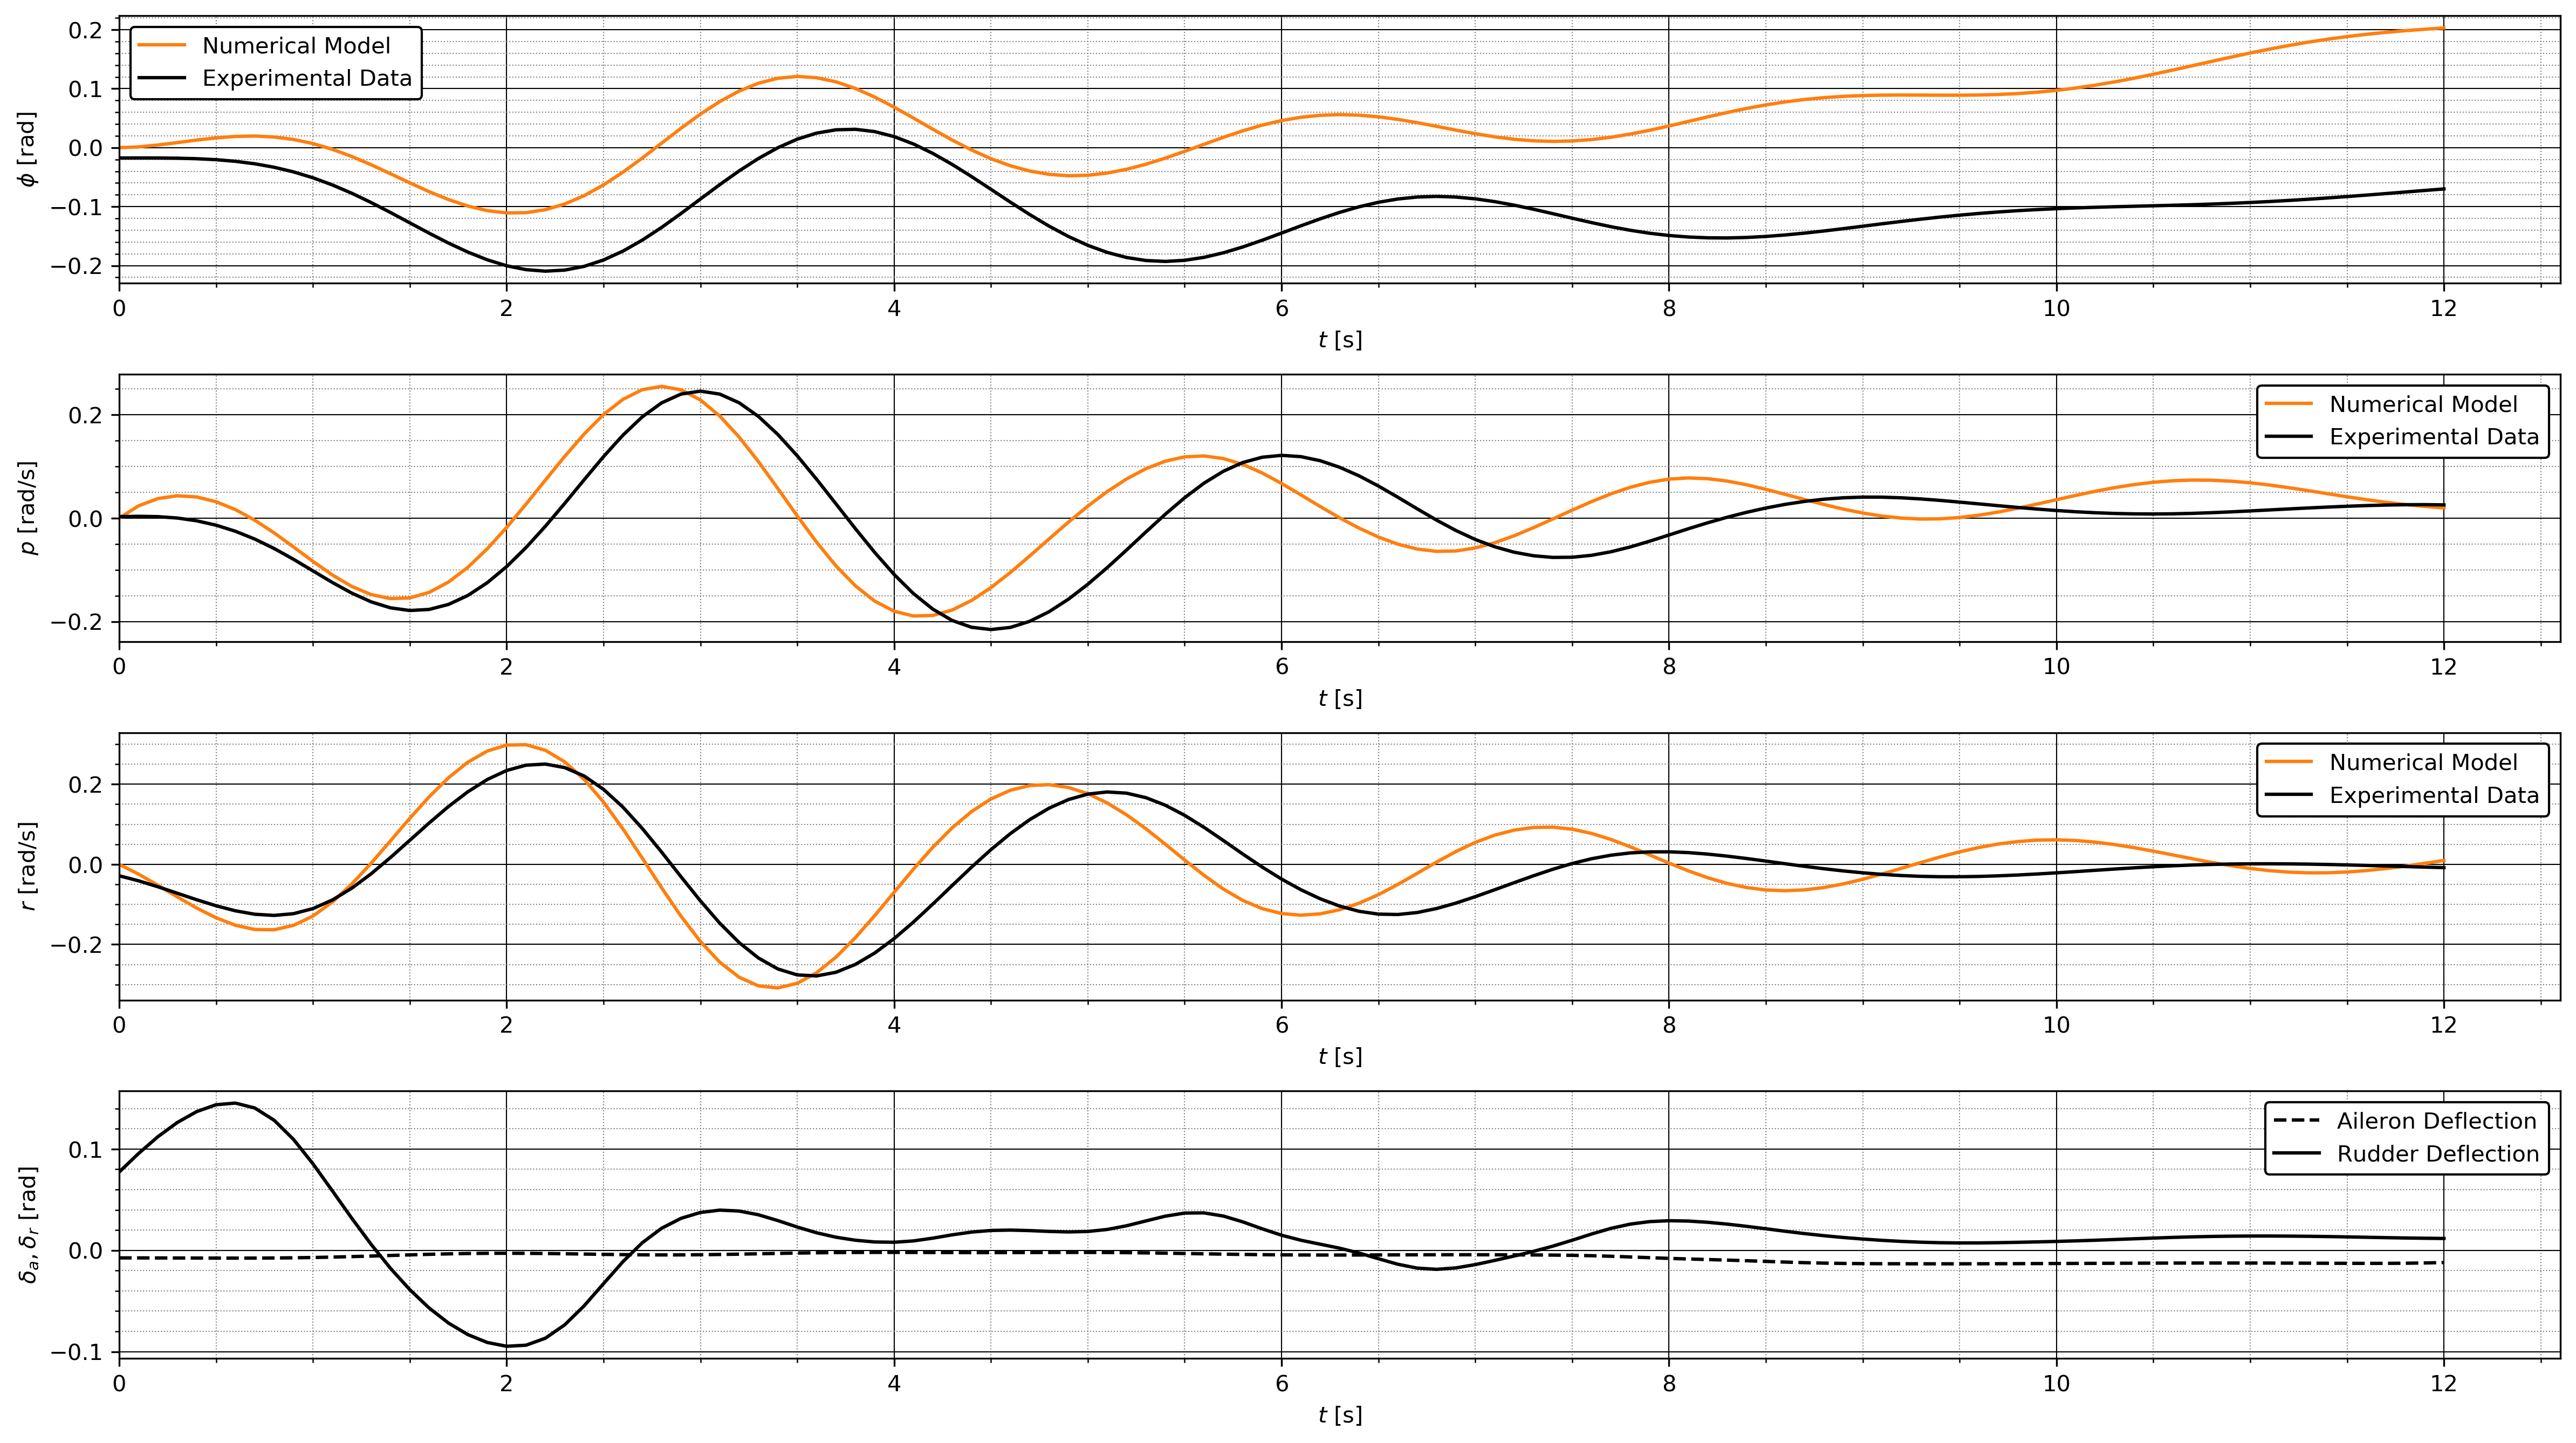 0.2
0.1
0.0
−0.1
−0.2
ϕ [rad]
Numerical Model
Experimental Data
0 2 4 6 8 10 12
t [s]
0.2
0.0
−0.2
p [rad/s]
Numerical Model
Experimental Data
0 2 4 6 8 10 12
t [s]
0.2
0.0
−0.2
r [rad/s]
Numerical Model
Experimental Data
0 2 4 6 8 10 12
t [s]
0.1
0.0
−0.1
δₐ, δᵣ [rad]
Aileron Deflection
Rudder Deflection
0 2 4 6 8 10 12
t [s]